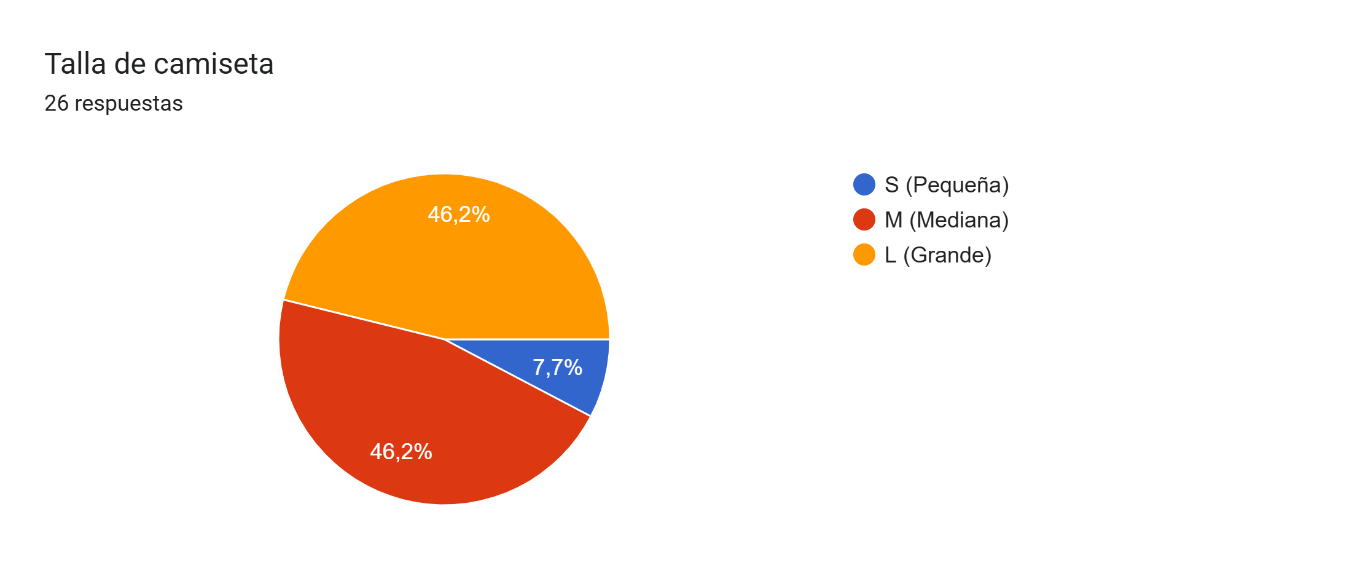 Talla de camiseta
26 respuestas
46,2%
7,7%
46,2%
S (Pequeña)
M (Mediana)
L (Grande)